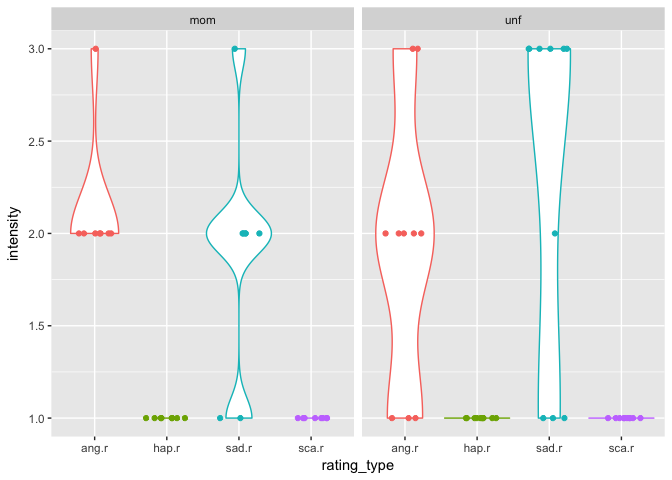 mom
unf
3.0
2.5
2.0
1.5
1.0
intensity
ang.r hap.r sad.r sca.r
ang.r hap.r sad.r sca.r
rating_type